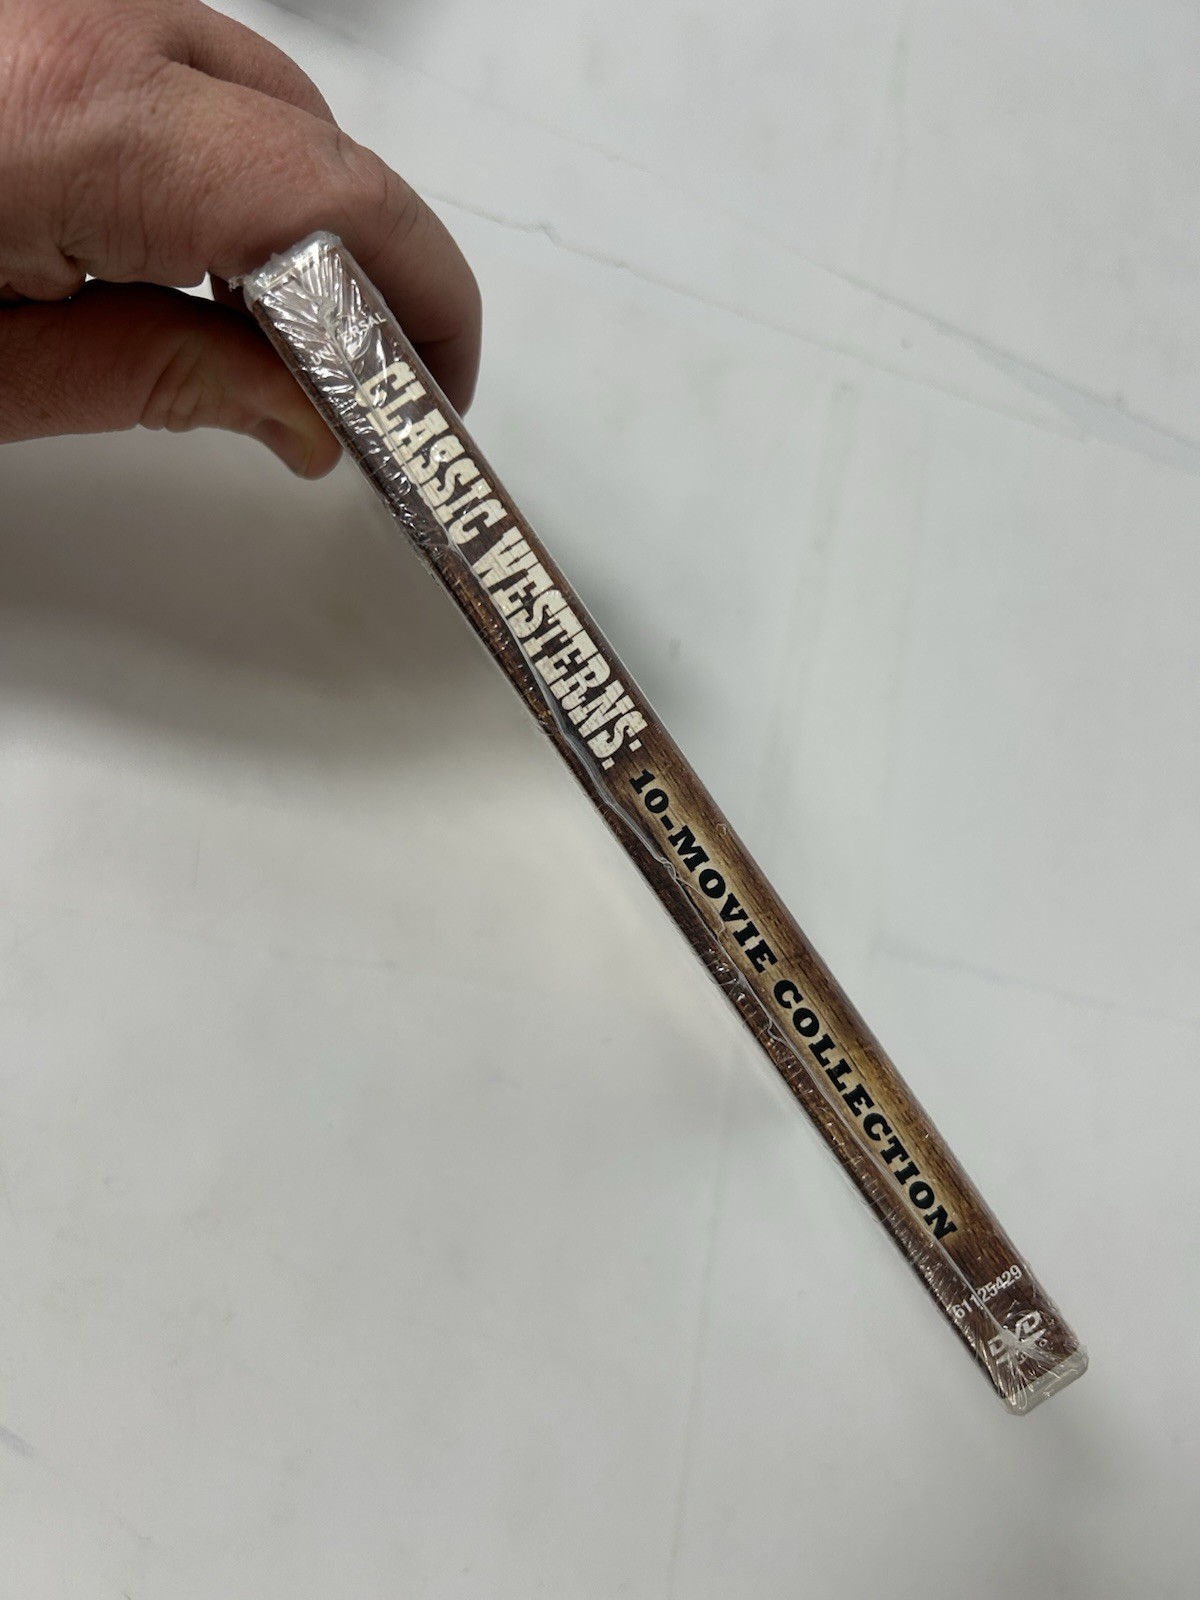 UNIVERSAL
CLASSIC WESTERNS:
10-MOVIE COLLECTION
61125429
DVD